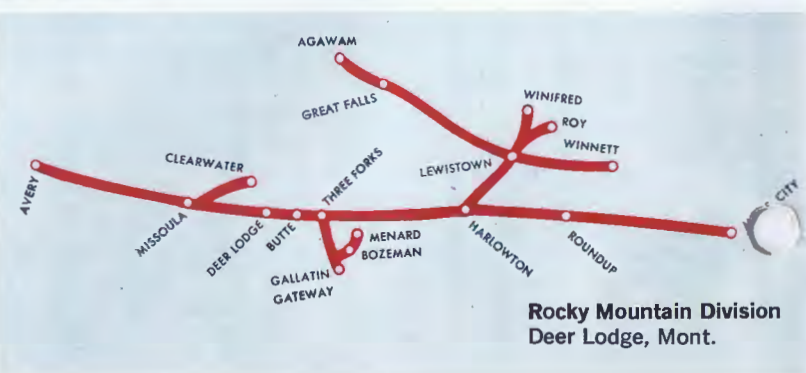 AGAWAM
GREAT FALLS
WINIFRED
ROY
WINNETT
LEWISTOWN
CLEARWATER
THREE FORKS
AVERY
MISSOULA
DEER LODGE
BUTTE
MENARD
BOZEMAN
GALLATIN
GATEWAY
HARLOWTON
ROUNDUP
CITY
Rocky Mountain Division
Deer Lodge, Mont.